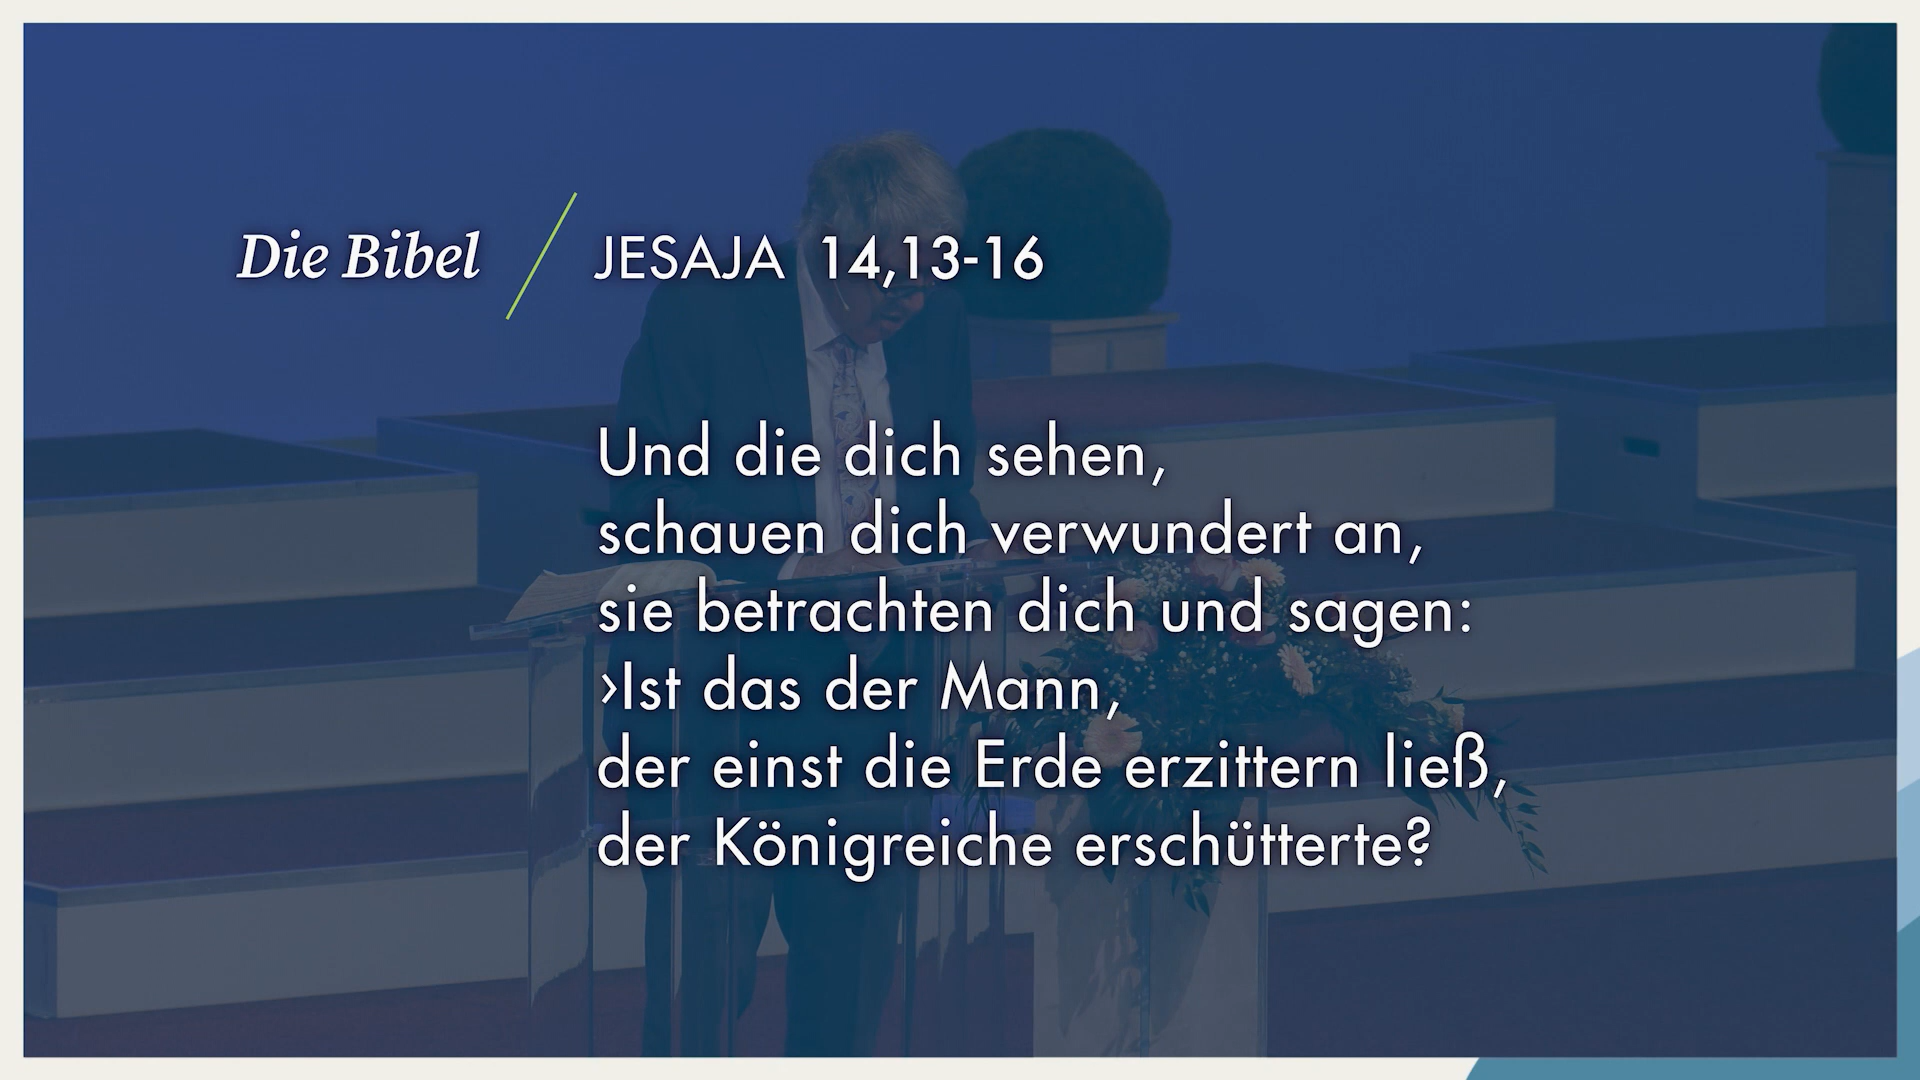 Die Bibel / JESAJA 14,13-16
Und die dich sehen,
schauen dich verwundert an,
sie betrachten dich und sagen:
›Ist das der Mann,
der einst die Erde erzittern ließ,
der Königreiche erschütterte?